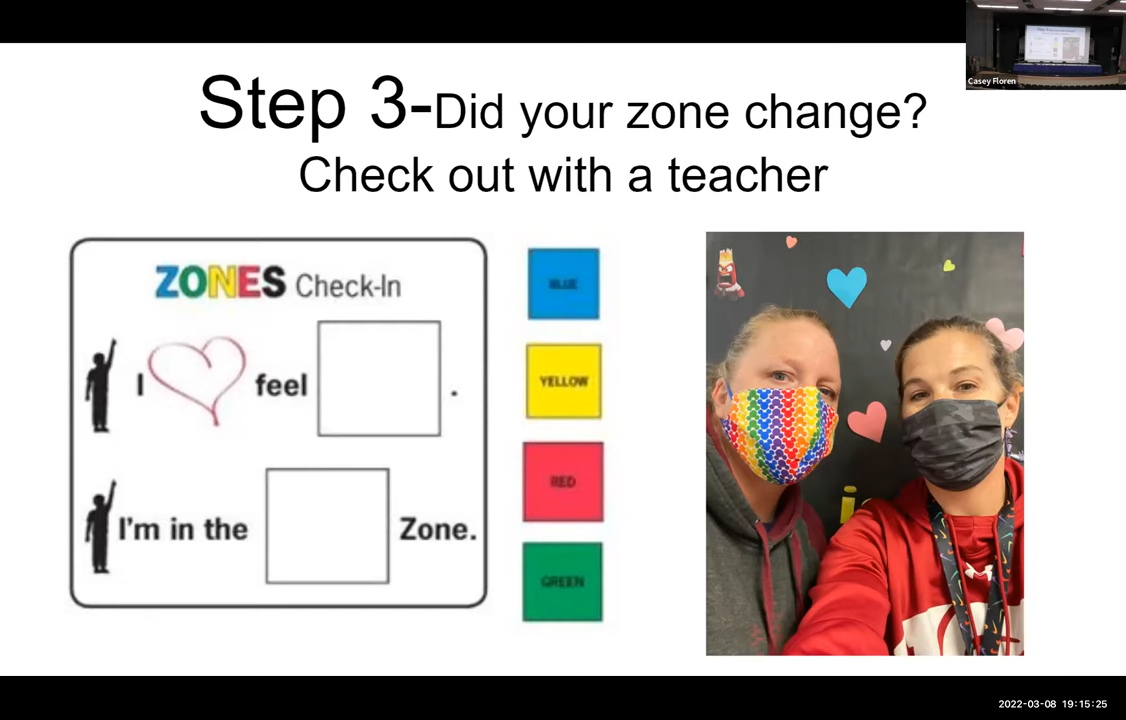 Casey Floren
Step 3-Did your zone change?
Check out with a teacher
ZONES Check-In
I feel .
I'm in the Zone.
BLUE
YELLOW
RED
GREEN
2022-03-08 19:15:25